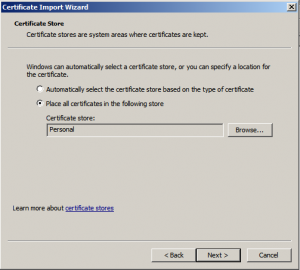 Certificate Import Wizard
Certificate Store
Certificate stores are system areas where certificates are kept.
Windows can automatically select a certificate store, or you can specify a location for
the certificate.
Automatically select the certificate store based on the type of certificate
Place all certificates in the following store
Certificate store:
Personal
Browse...
Learn more about certificate stores
< Back
Next >
Cancel